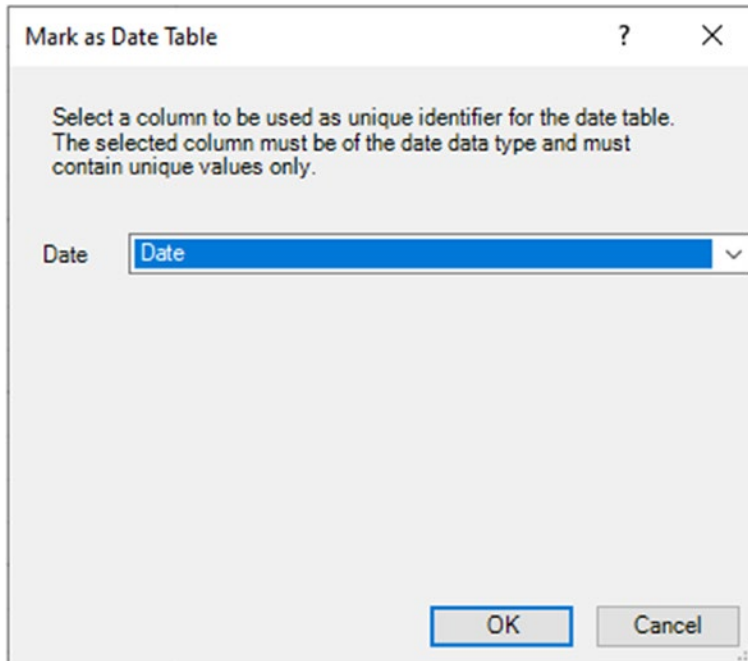 Mark as Date Table ?
Select a column to be used as unique identifier for the date table.
The selected column must be of the date data type and must
contain unique values only.
Date Date
OK Cancel